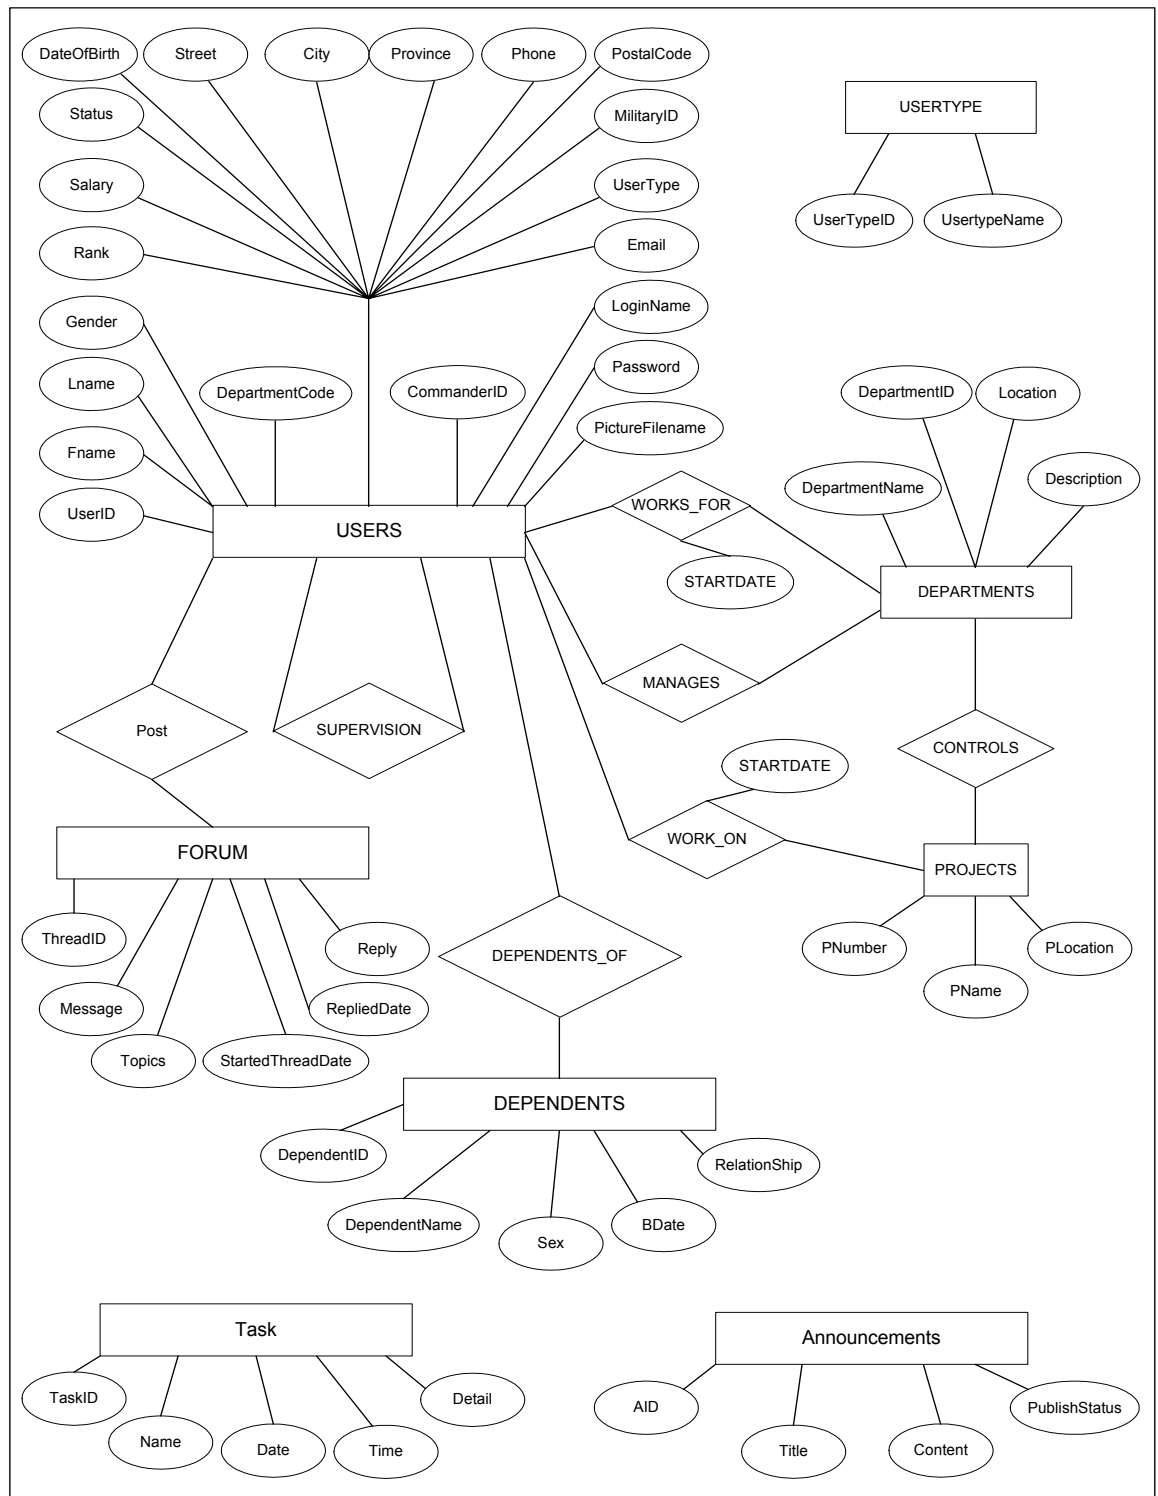 DateOfBirth
Street
City
Province
Phone
PostalCode
Status
MilitaryID
USERTYPE
Salary
UserType
UserTypeID
UsertypeName
Rank
Email
Gender
LoginName
Lname
DepartmentCode
CommanderID
Password
DepartmentID
Location
Fname
PictureFilename
DepartmentName
Description
UserID
USERS
WORKS_FOR
STARTDATE
DEPARTMENTS
MANAGES
Post
SUPERVISION
CONTROLS
STARTDATE
FORUM
WORK_ON
PROJECTS
ThreadID
Reply
PNumber
PLocation
DEPENDENTS_OF
PName
Message
RepliedDate
Topics
StartedThreadDate
DEPENDENTS
DependentID
RelationShip
DependentName
Sex
BDate
Task
Announcements
TaskID
Detail
AID
PublishStatus
Name
Date
Time
Title
Content